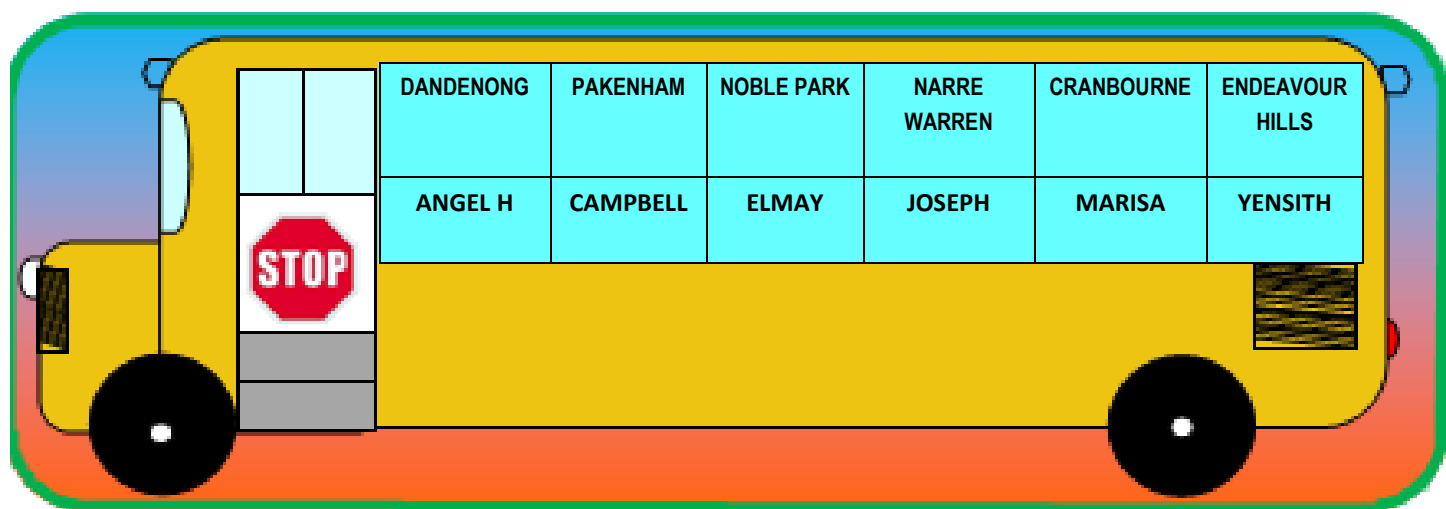 DANDENONG PAKENHAM NOBLE PARK NARRE WARREN CRANBOURNE ENDEAVOUR HILLS
ANGEL H CAMPBELL ELMAY JOSEPH MARISA YENSITH
STOP